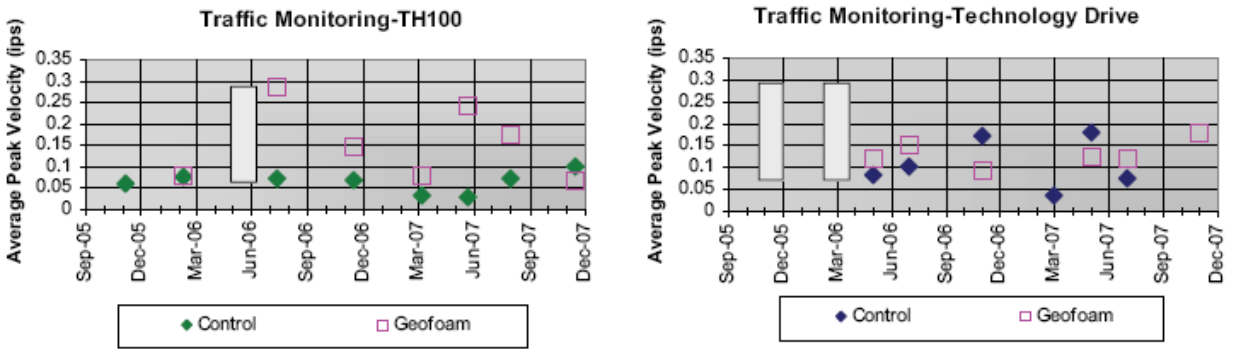 Traffic Monitoring-TH100
Average Peak Velocity (ips)
0.35
0.3
0.25
0.2
0.15
0.1
0.05
0
Sep-05
Dec-05
Mar-06
Jun-06
Sep-06
Dec-06
Mar-07
Jun-07
Sep-07
Dec-07
Control
Geofoam
Traffic Monitoring-Technology Drive
Average Peak Velocity (ips)
0.35
0.3
0.25
0.2
0.15
0.1
0.05
0
Sep-05
Dec-05
Mar-06
Jun-06
Sep-06
Dec-06
Mar-07
Jun-07
Sep-07
Dec-07
Control
Geofoam